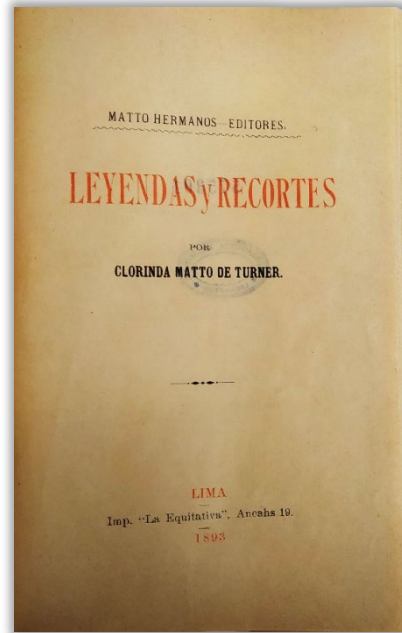 MATTO HERMANOS—EDITORES.
LEYENDAS y RECORTES
POR
CLORINDA MATTO DE TURNER.
LIMA
Imp. "La Equitativa", Ancahs 19.
1893